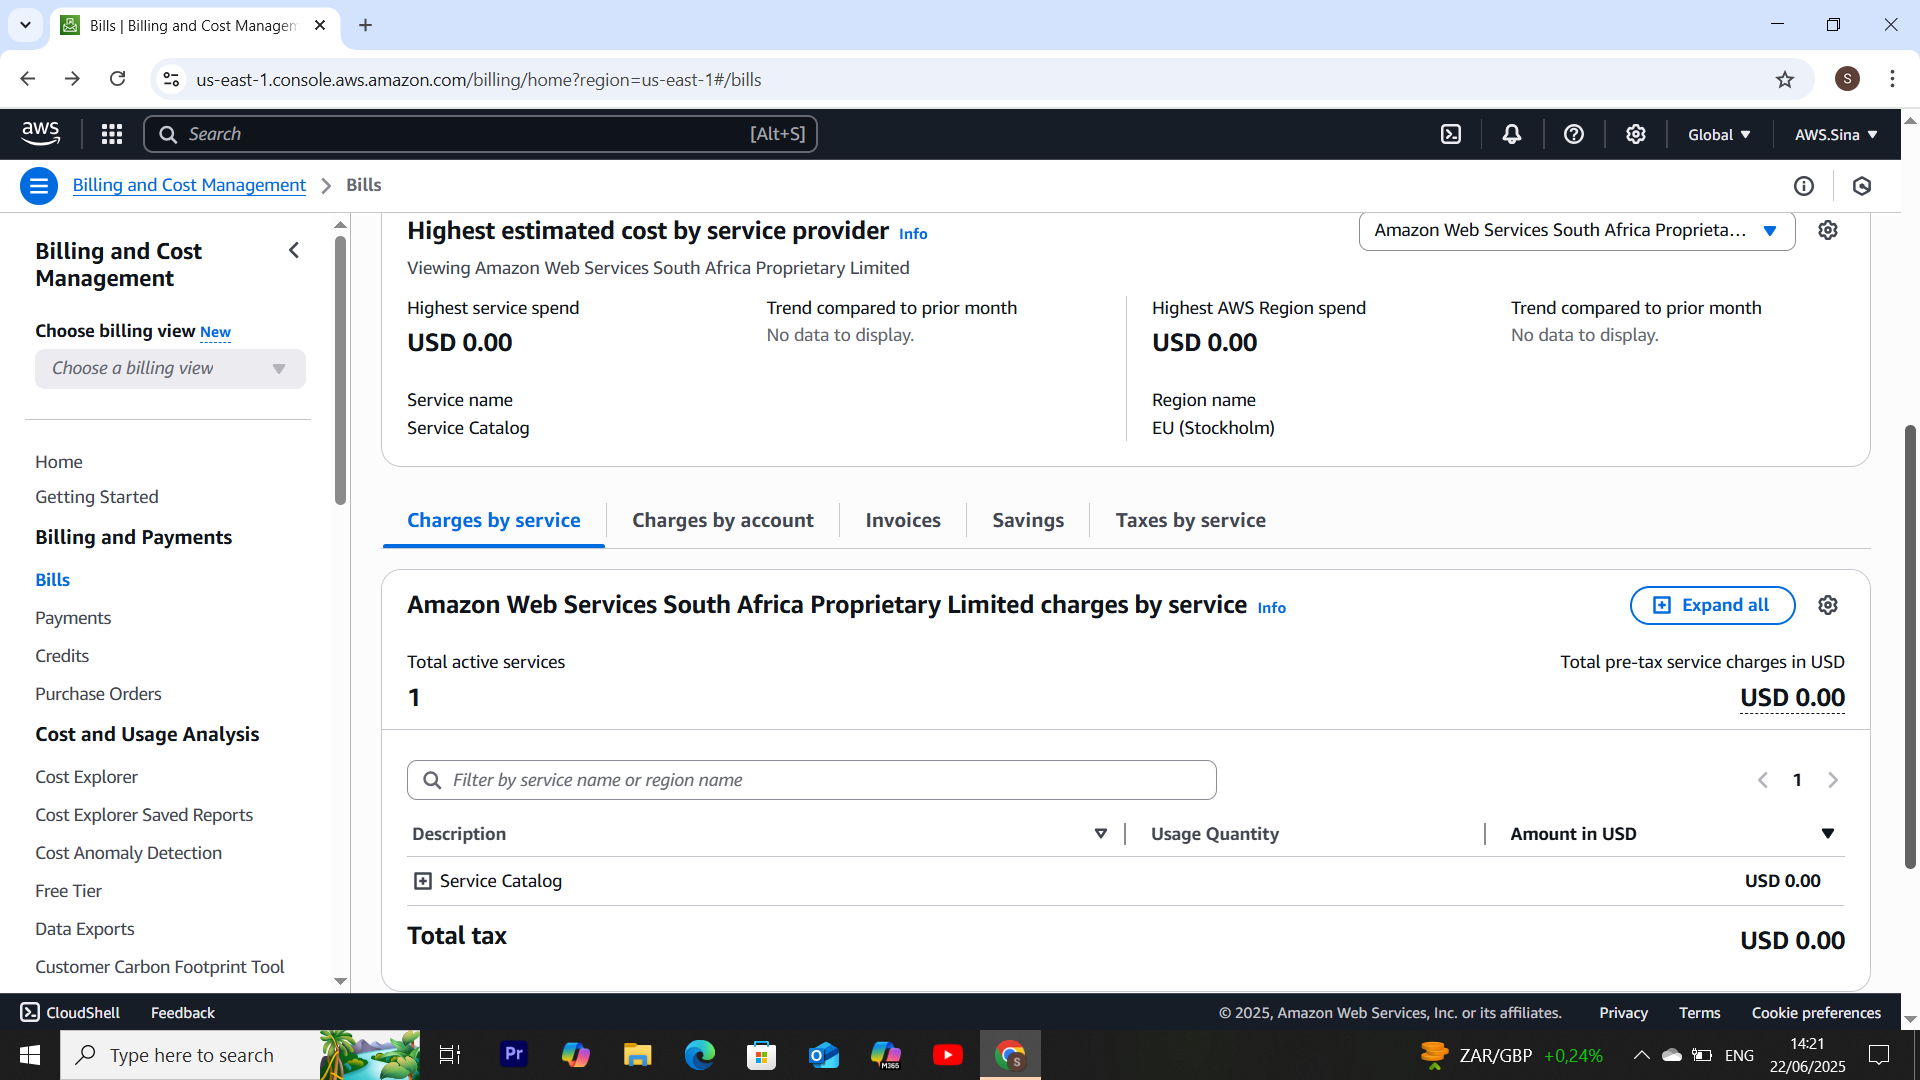 Bills | Billing and Cost Managem
us-east-1.console.aws.amazon.com/billing/home?region=us-east-1#/bills
S
aws
Search
[Alt+S]
Global
AWS.Sina
Billing and Cost Management
Bills
Billing and Cost
Management
Choose billing view New
Choose a billing view
Home
Getting Started
Billing and Payments
Bills
Payments
Credits
Purchase Orders
Cost and Usage Analysis
Cost Explorer
Cost Explorer Saved Reports
Cost Anomaly Detection
Free Tier
Data Exports
Customer Carbon Footprint Tool
Highest estimated cost by service provider Info
Amazon Web Services South Africa Proprieta...
Viewing Amazon Web Services South Africa Proprietary Limited
Highest service spend
USD 0.00
Trend compared to prior month
No data to display.
Highest AWS Region spend
USD 0.00
Trend compared to prior month
No data to display.
Service name
Service Catalog
Region name
EU (Stockholm)
Charges by service
Charges by account
Invoices
Savings
Taxes by service
Amazon Web Services South Africa Proprietary Limited charges by service Info
Expand all
Total active services
1
Total pre-tax service charges in USD
USD 0.00
Filter by service name or region name
1
Description
Usage Quantity
Amount in USD
Service Catalog
USD 0.00
Total tax
USD 0.00
CloudShell
Feedback
© 2025, Amazon Web Services, Inc. or its affiliates.
Privacy
Terms
Cookie preferences
Type here to search
Pr
M365
S
ZAR/GBP +0,24%
ENG
14:21
22/06/2025